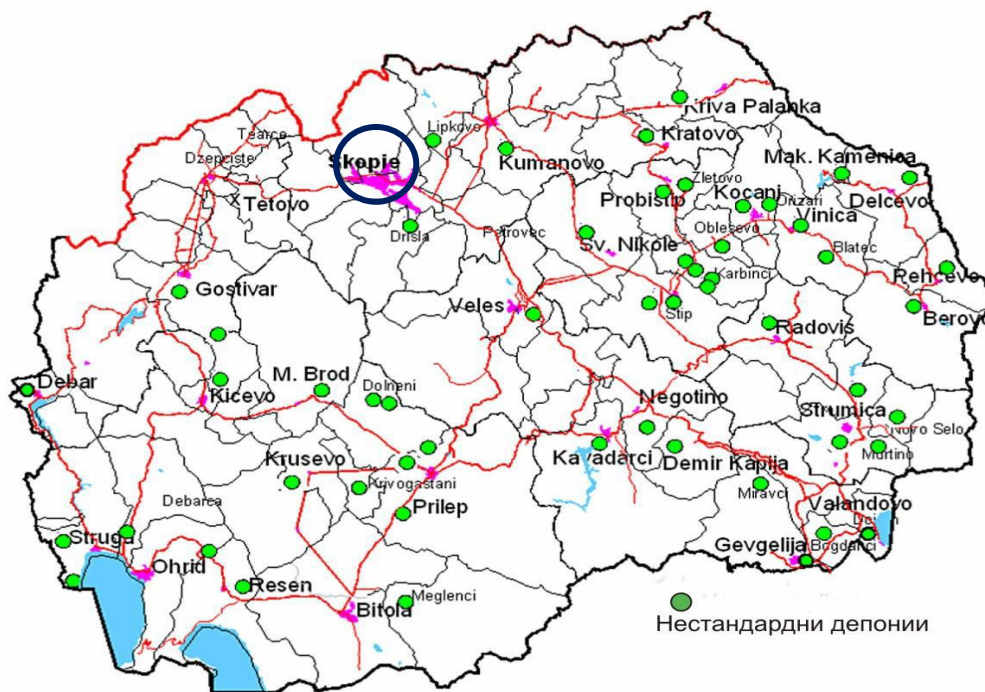 Kriva Palanka
Lipkovo
Kratovo
Tearce
Skopje
Kumanovo
Mak. Kamenica
Dzepciste
Zletovo
Tetovo
Probistip
Kocani
Orizari
Delcevo
Drisla
Petrovec
Sv. Nikole
Oblesevo
Vinica
Blatec
Karbinci
Pehcevo
Gostivar
Veles
Stip
Berovo
Radovis
Debar
Kicevo
M. Brod
Dolneni
Negotino
Strumica
Novo Selo
Krusevo
Kavadarci
Demir Kapija
Murtino
Krivogastani
Miravci
Debarca
Prilep
Valandovo
Struga
Gevgelija
Bogdanci
Ohrid
Resen
Bitola
Meglenci
Нестандардни депонии